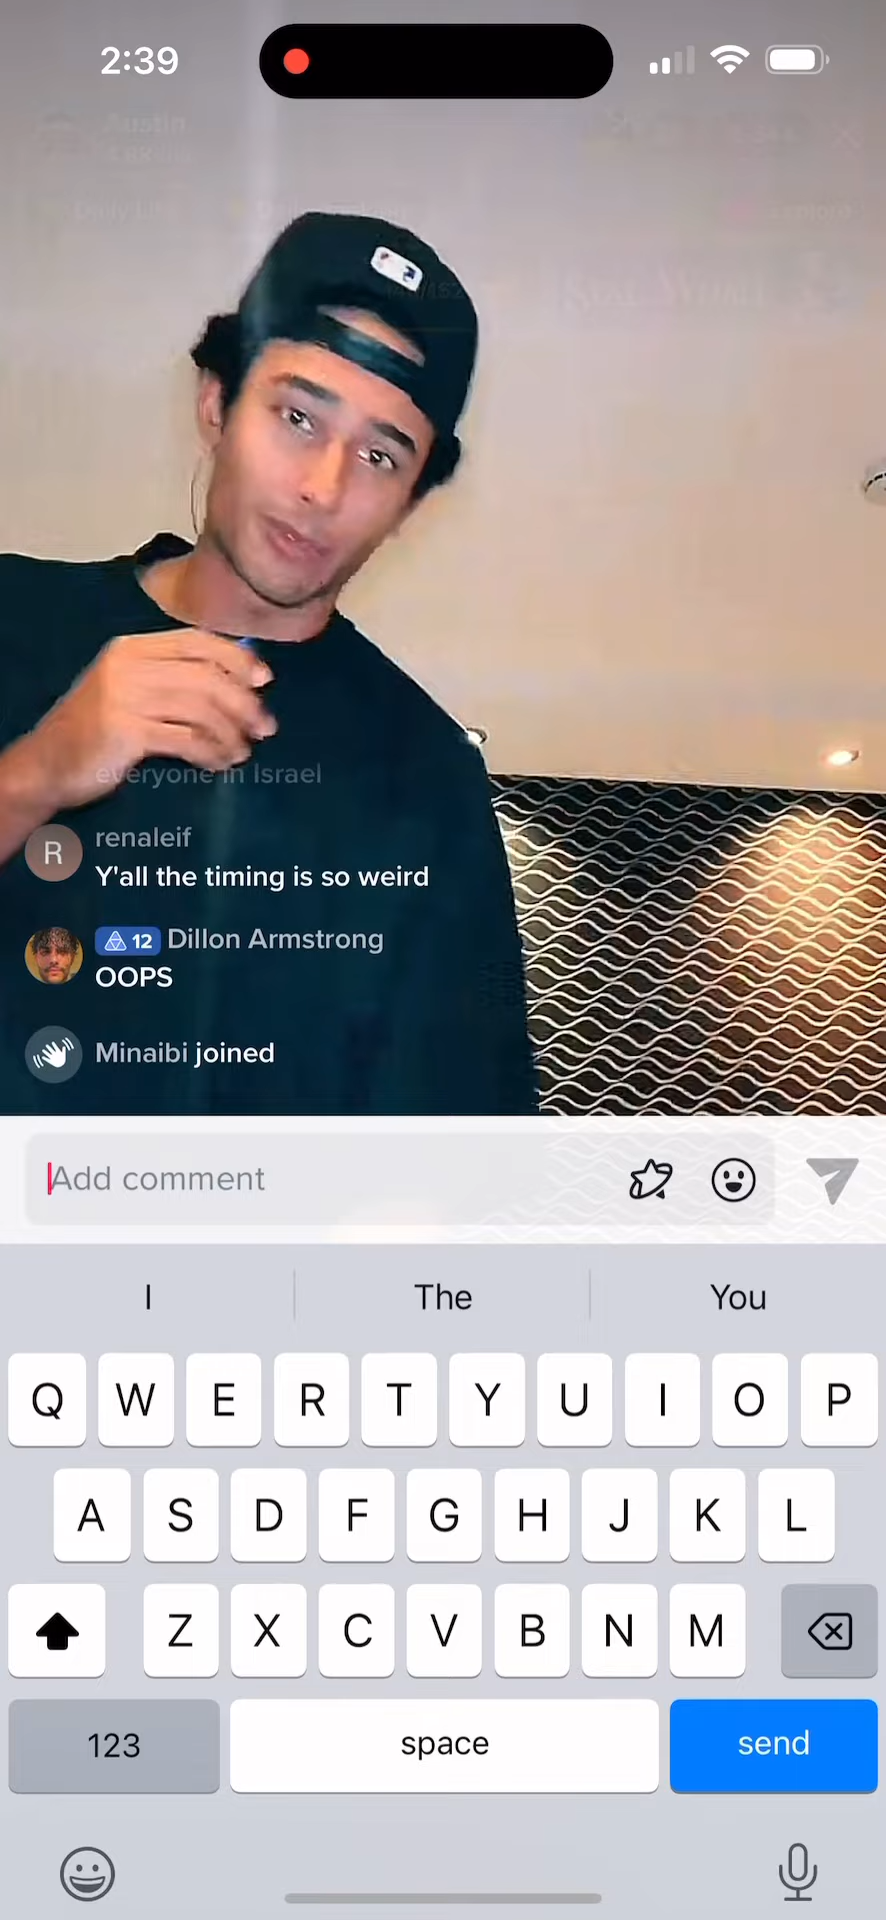 2:39
Austin
everyone in Israel
R
renaleif
Y'all the timing is so weird
12 Dillon Armstrong
OOPS
Minaibi joined
Add comment
I The You
Q W E R T Y U I O P
A S D F G H J K L
Z X C V B N M
123 space send